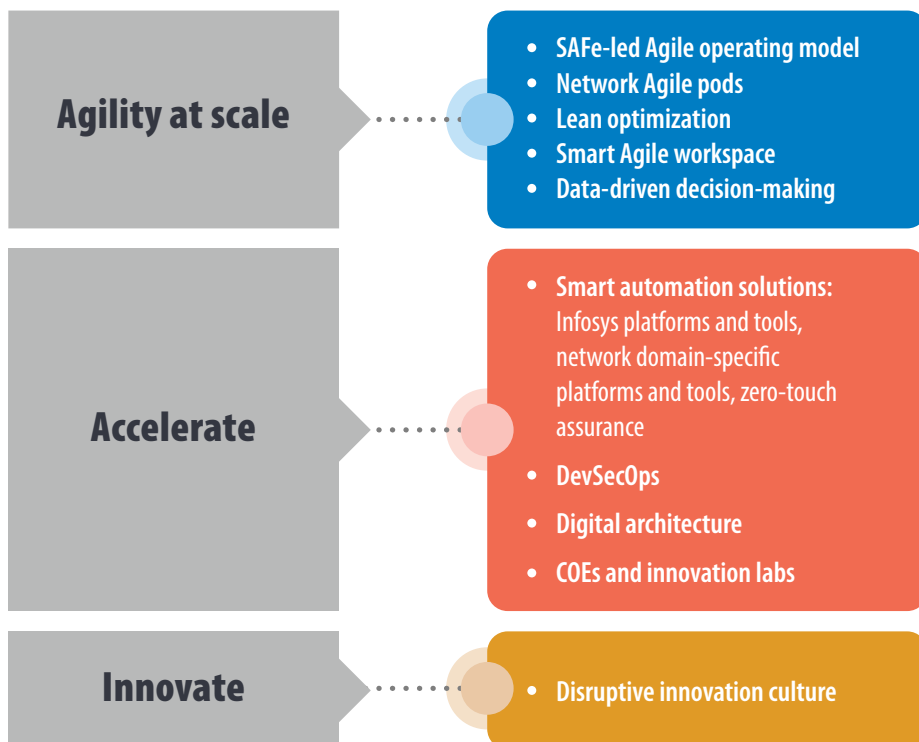 Agility at scale
• SAFe-led Agile operating model
• Network Agile pods
• Lean optimization
• Smart Agile workspace
• Data-driven decision-making
Accelerate
• Smart automation solutions:
Infosys platforms and tools,
network domain-specific
platforms and tools, zero-touch
assurance
• DevSecOps
• Digital architecture
• COEs and innovation labs
Innovate
• Disruptive innovation culture